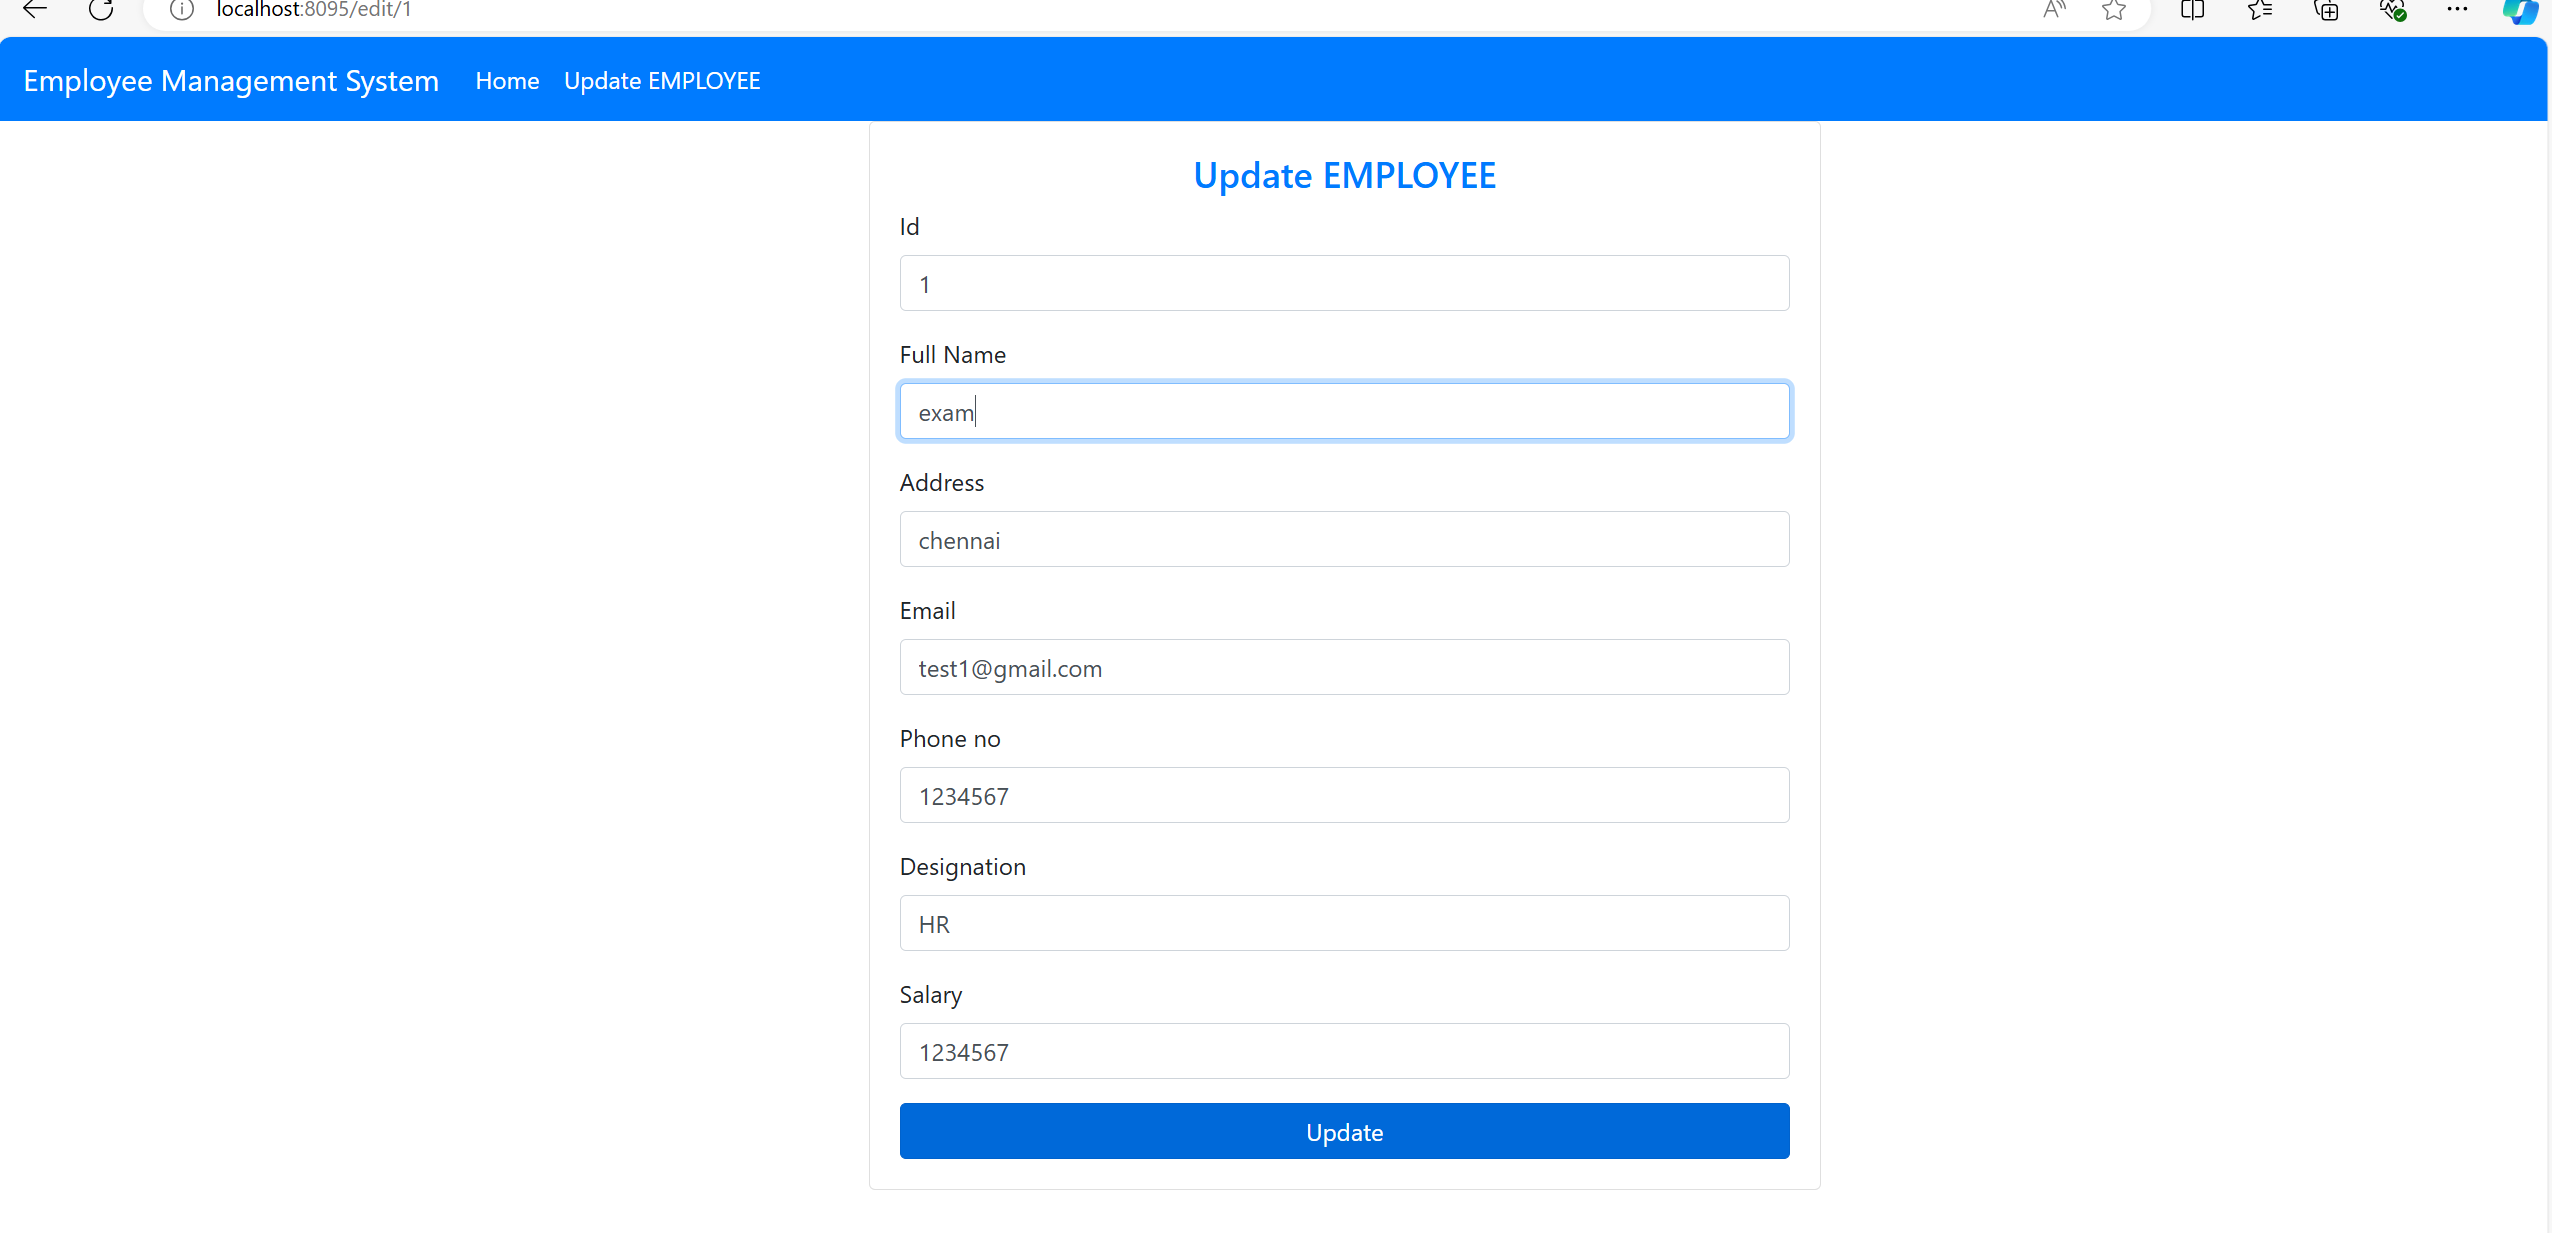 localhost:8095/edit/1
Employee Management System Home Update EMPLOYEE
Update EMPLOYEE
Id
1
Full Name
exam
Address
chennai
Email
test1@gmail.com
Phone no
1234567
Designation
HR
Salary
1234567
Update